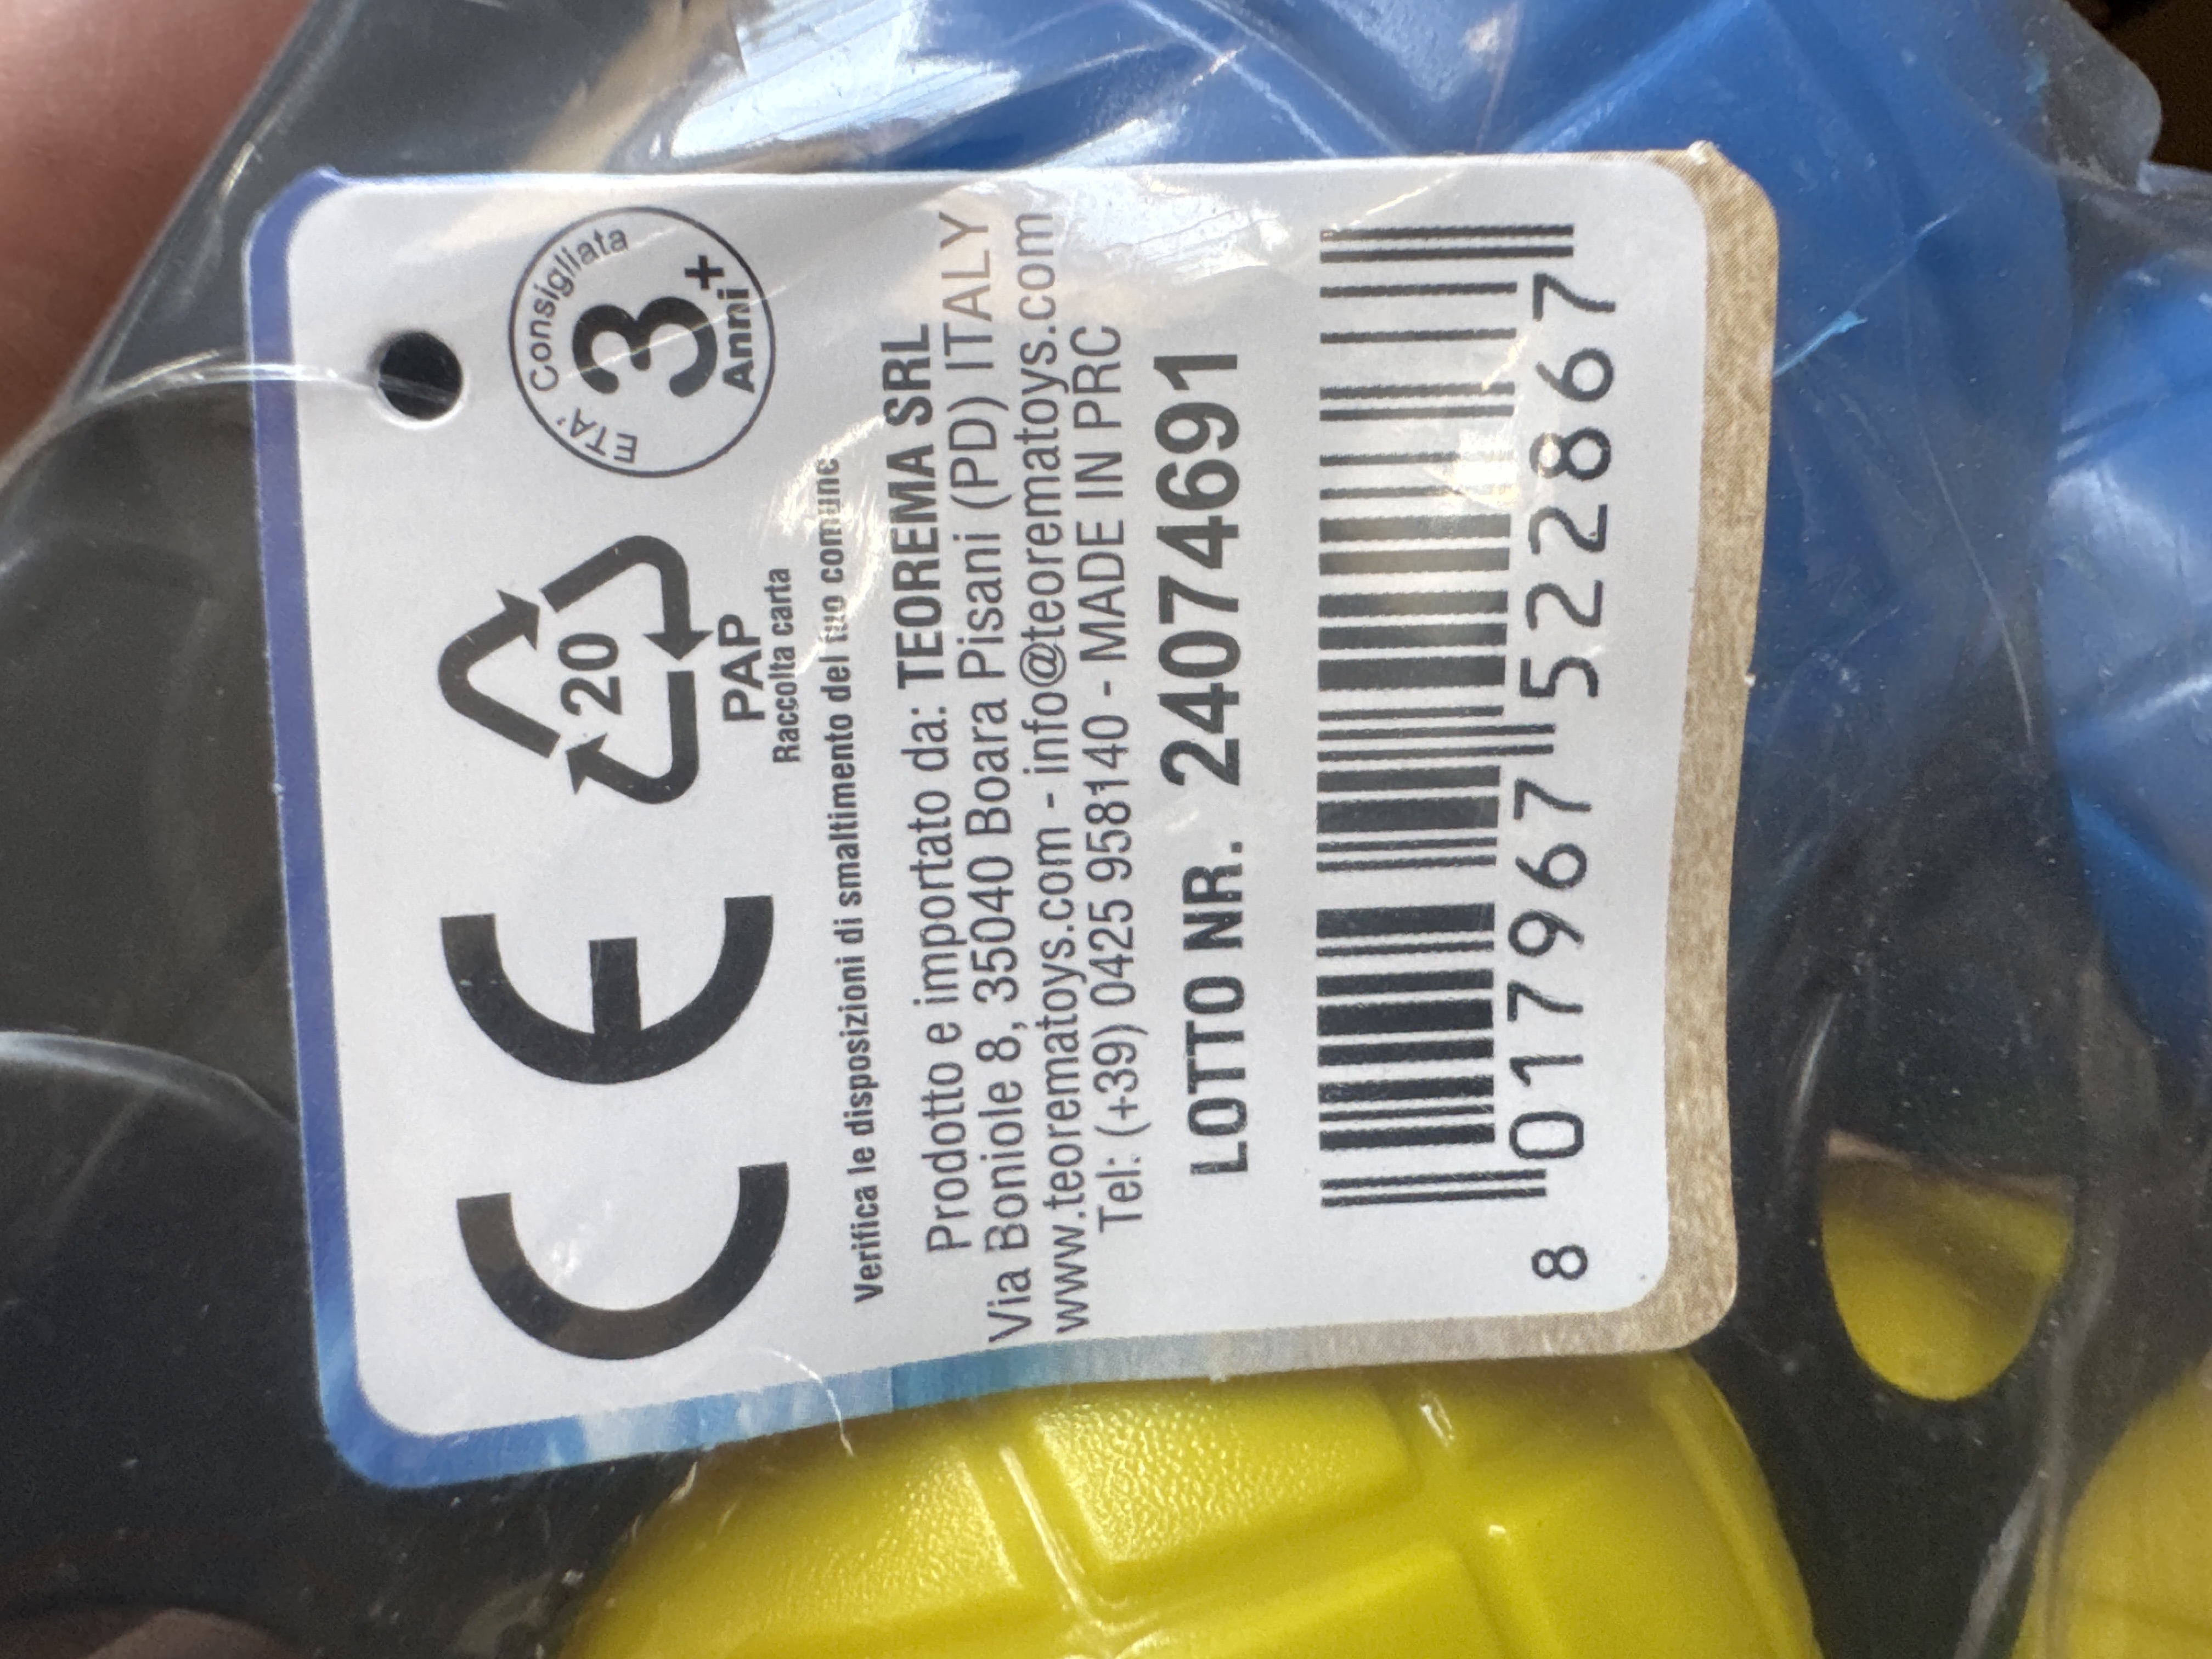 CE
20
PAP
Raccolta carta
ETA' Consigliata
3+
Anni
Verifica le disposizioni di smaltimento del tuo comune
Prodotto e importato da: TEOREMA SRL
Via Boniole 8, 35040 Boara Pisani (PD) ITALY
www.teorematoys.com - info@teorematoys.com
Tel: (+39) 0425 958140 - MADE IN PRC
LOTTO NR. 24074691
8 017967 522867